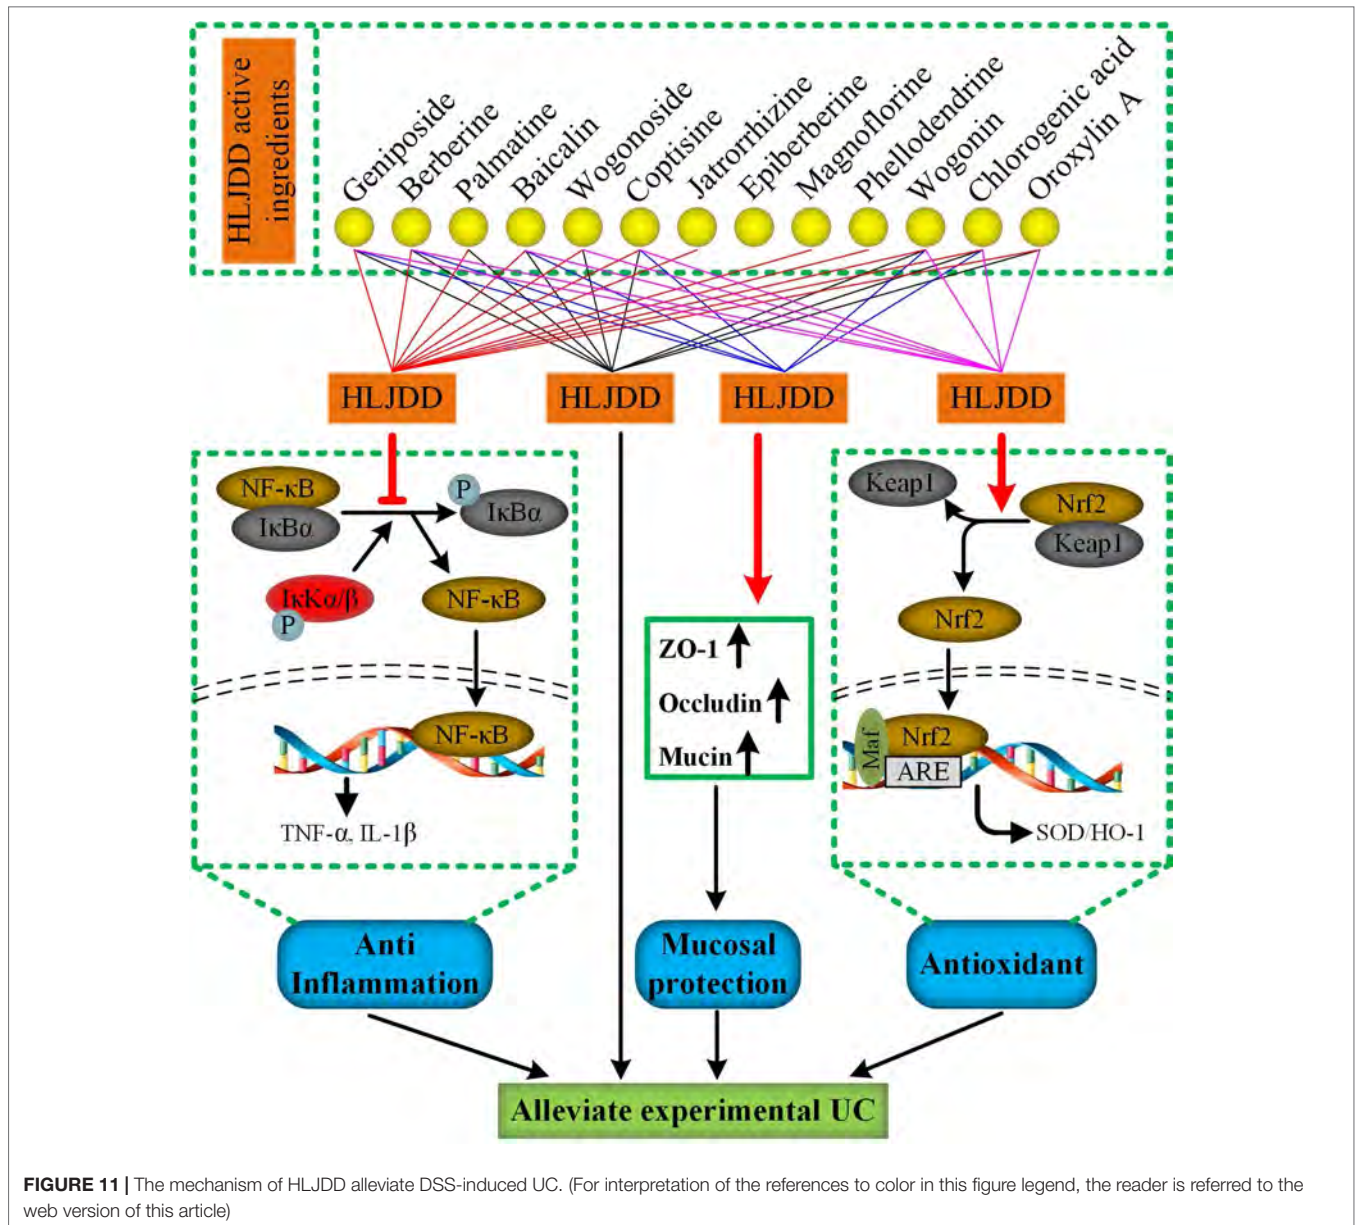 HLJDD active
ingredients
Geniposide
Berberine
Palmatine
Baicalin
Wogonoside
Coptisine
Jatrorrhizine
Epiberberine
Magnoflorine
Phellodendrine
Wogonin
Chlorogenic acid
Oroxylin A
HLJDD
HLJDD
HLJDD
HLJDD
NF-κB
IκBα
P
IκBα
IκKα/β
P
NF-κB
NF-κB
TNF-α, IL-1β
ZO-1
Occludin
Mucin
Keap1
Nrf2
Keap1
Nrf2
Maf
Nrf2
ARE
SOD/HO-1
Anti
Inflammation
Mucosal
protection
Antioxidant
Alleviate experimental UC
FIGURE 11 | The mechanism of HLJDD alleviate DSS-induced UC. (For interpretation of the references to color in this figure legend, the reader is referred to the
web version of this article)